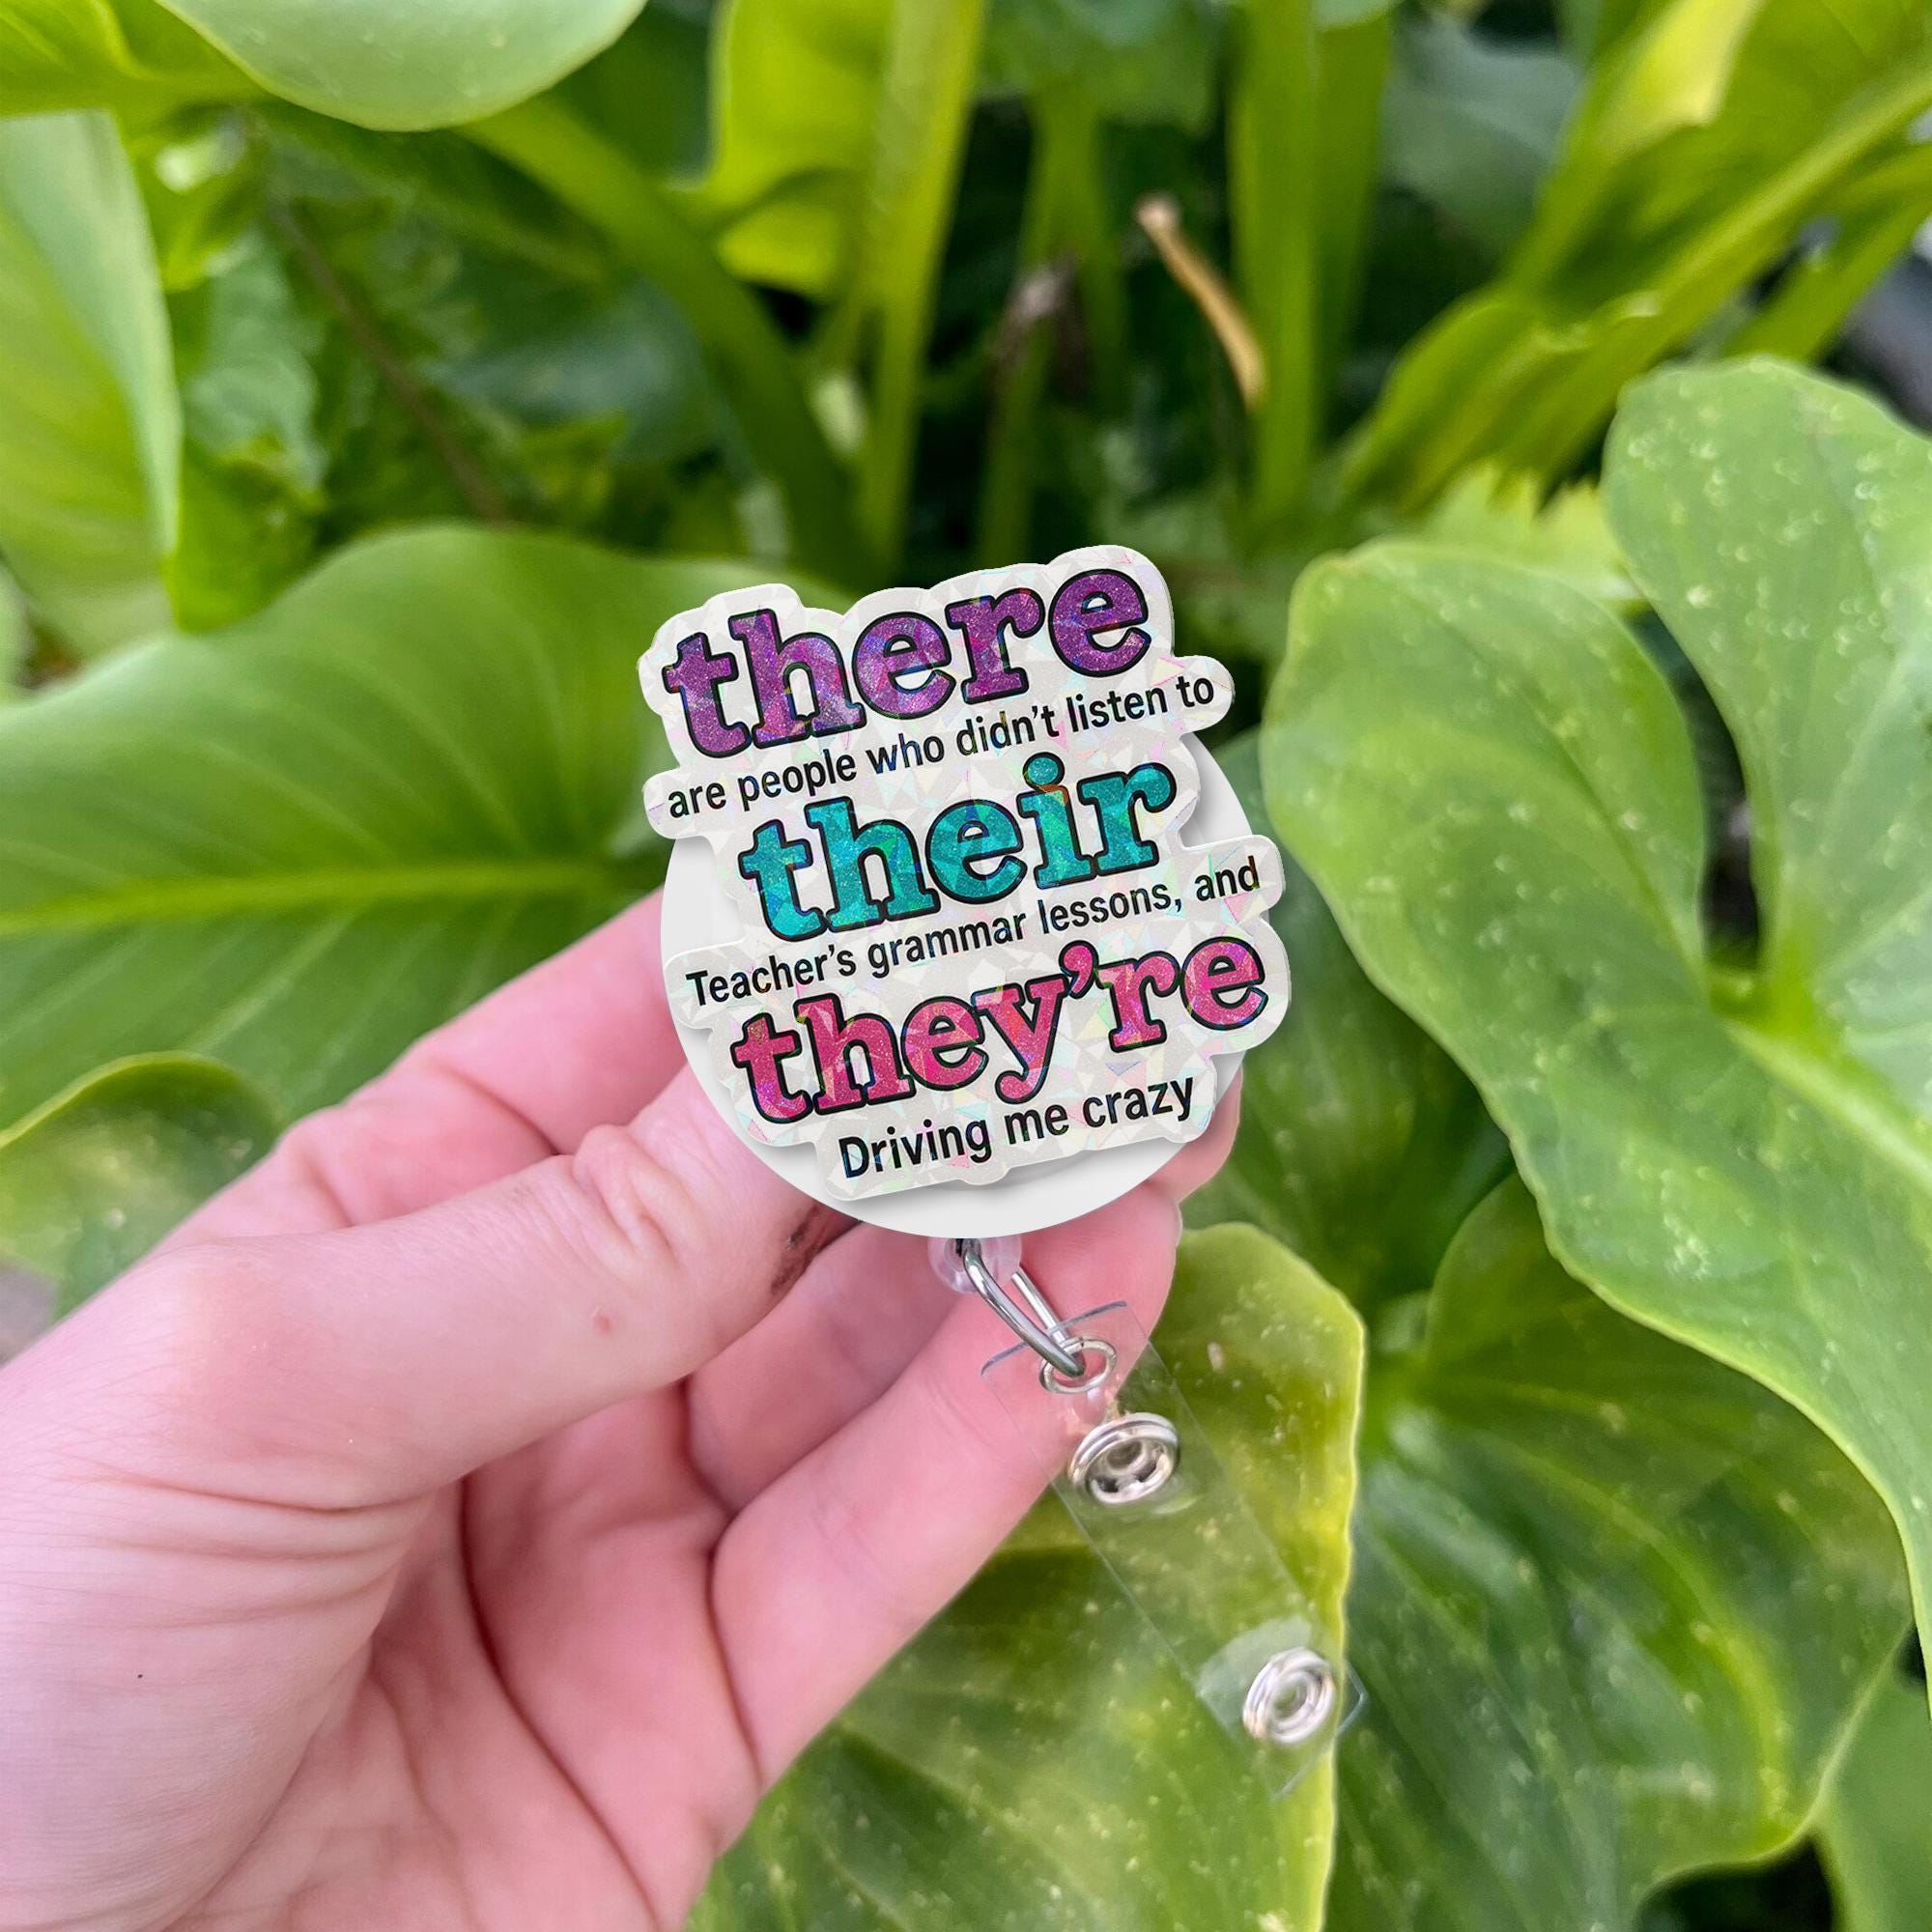 there
are people who didn't listen to
their
Teacher's grammar lessons, and
they're
Driving me crazy